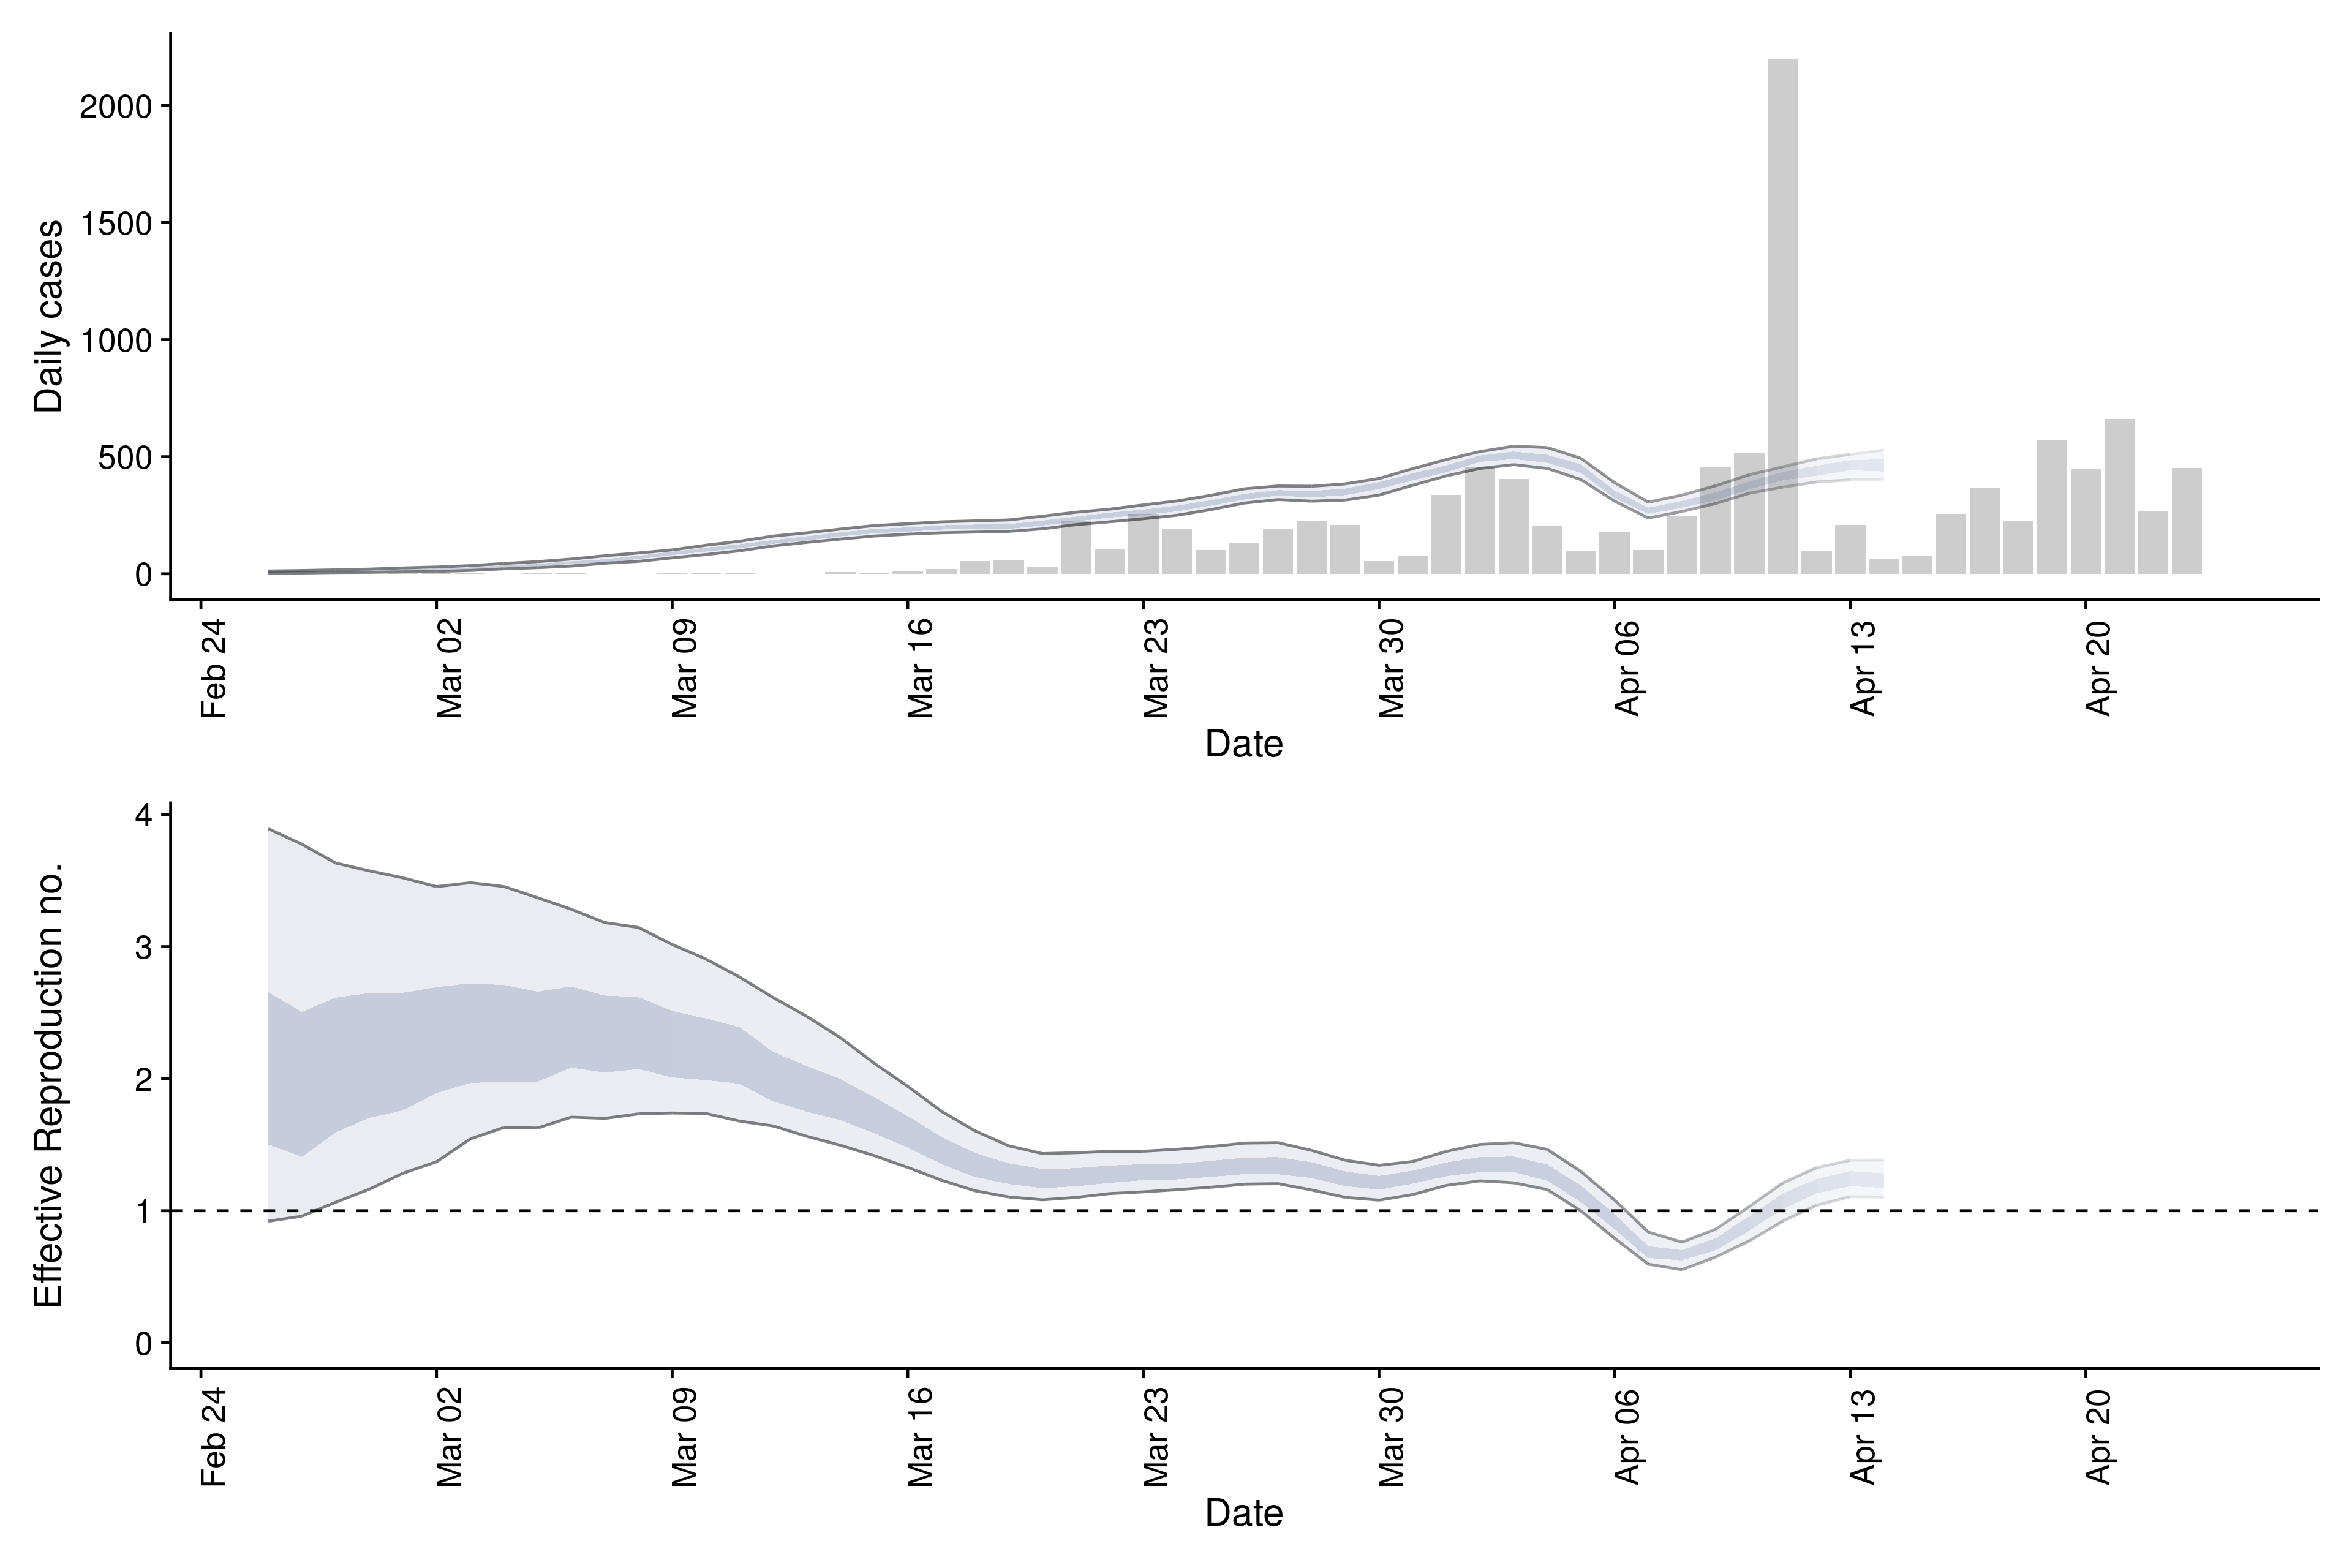 Daily cases
2000
1500
1000
500
0
Feb 24
Mar 02
Mar 09
Mar 16
Mar 23
Mar 30
Apr 06
Apr 13
Apr 20
Date
Effective Reproduction no.
4
3
2
1
0
Feb 24
Mar 02
Mar 09
Mar 16
Mar 23
Mar 30
Apr 06
Apr 13
Apr 20
Date